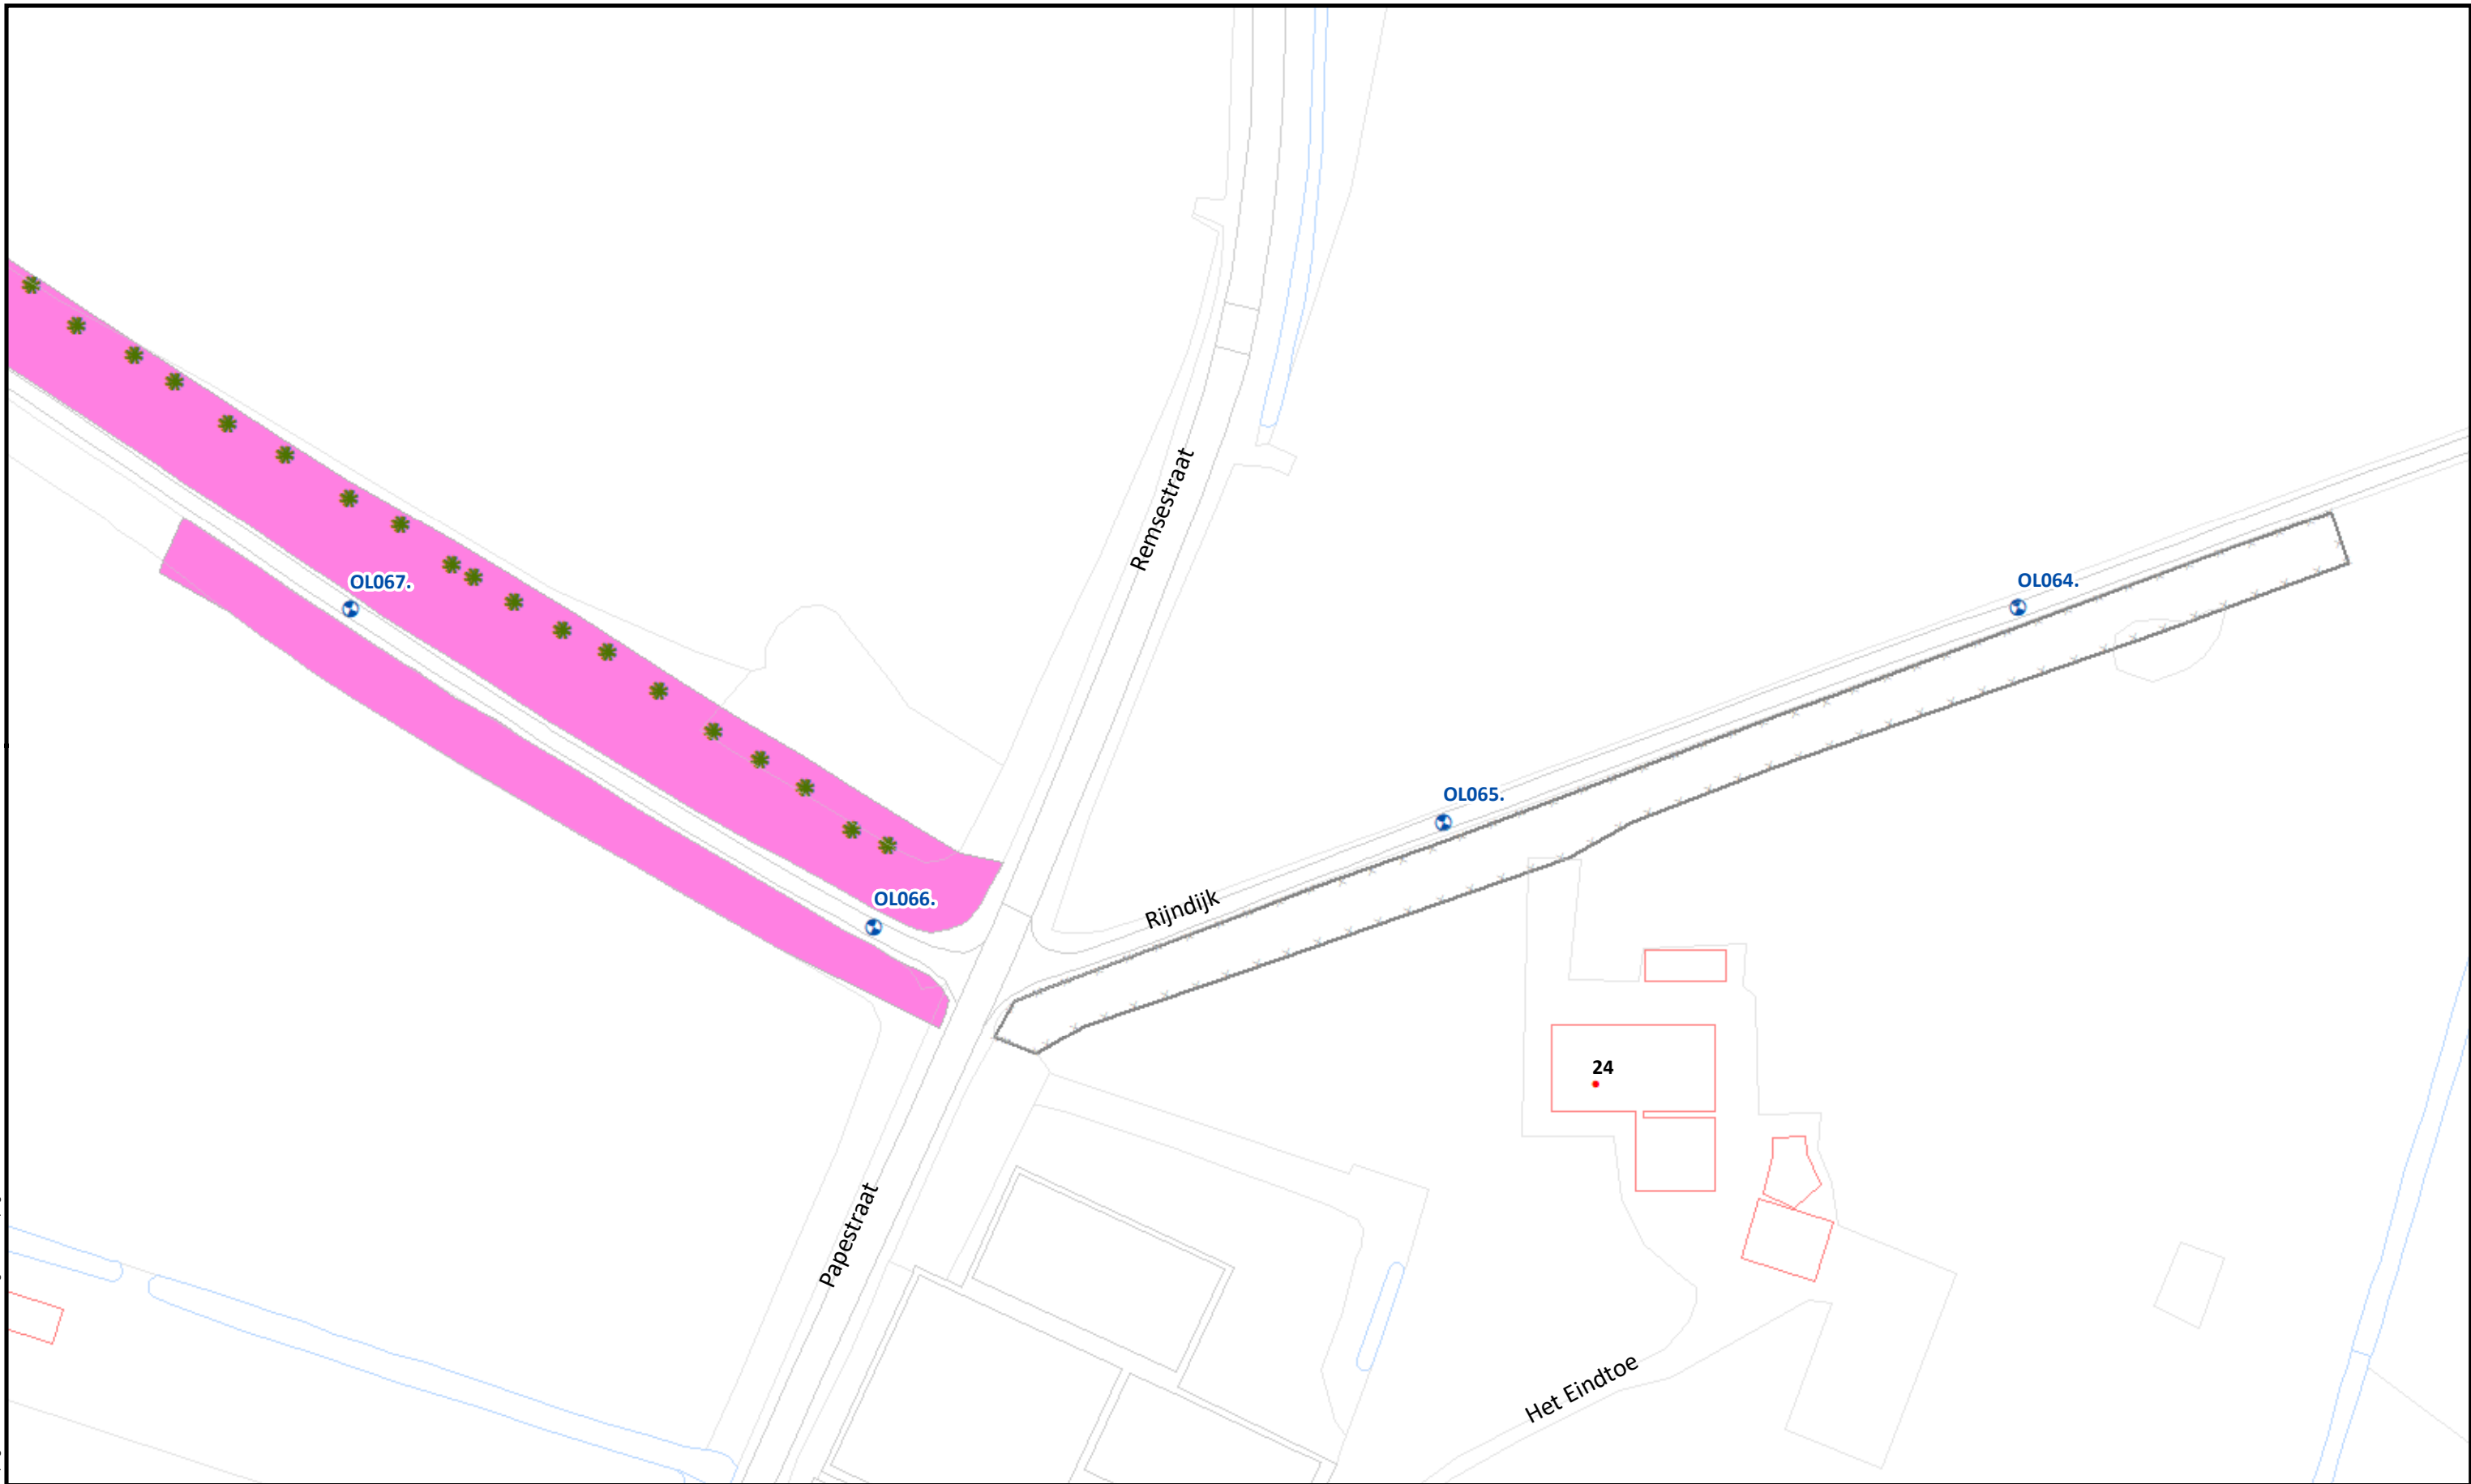 Remsestraat
OL067.
OL064.
OL065.
OL066.
Rijndijk
24
Papestraat
Het Eindtoe